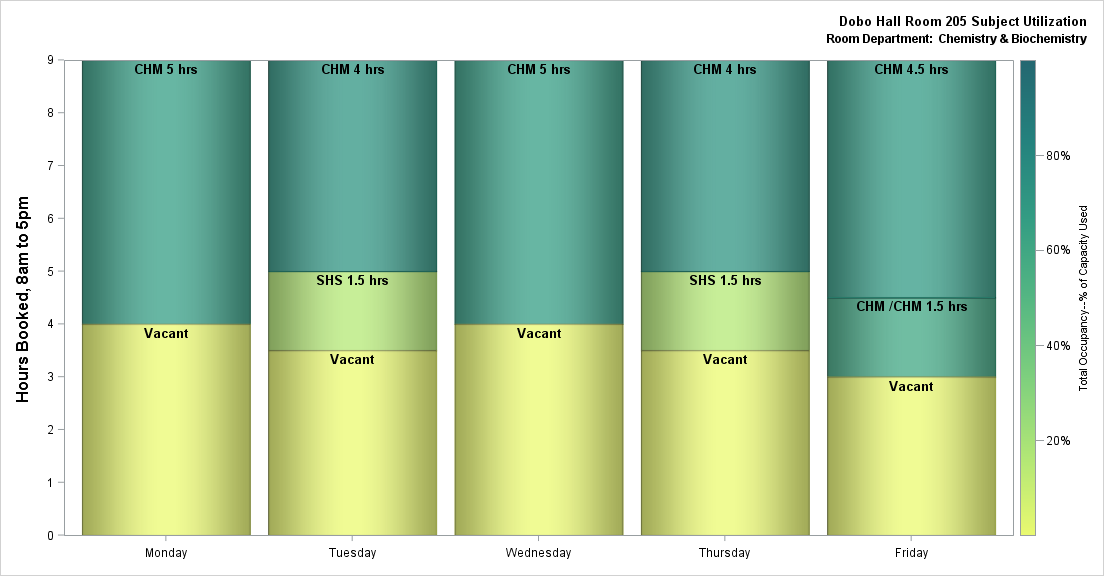 Dobo Hall Room 205 Subject Utilization
Room Department: Chemistry & Biochemistry
Hours Booked, 8am to 5pm
9
8
7
6
5
4
3
2
1
0
CHM 5 hrs
Vacant
CHM 4 hrs
SHS 1.5 hrs
Vacant
CHM 5 hrs
Vacant
CHM 4 hrs
SHS 1.5 hrs
Vacant
CHM 4.5 hrs
CHM /CHM 1.5 hrs
Vacant
Monday
Tuesday
Wednesday
Thursday
Friday
80%
60%
40%
20%
Total Occupancy--% of Capacity Used